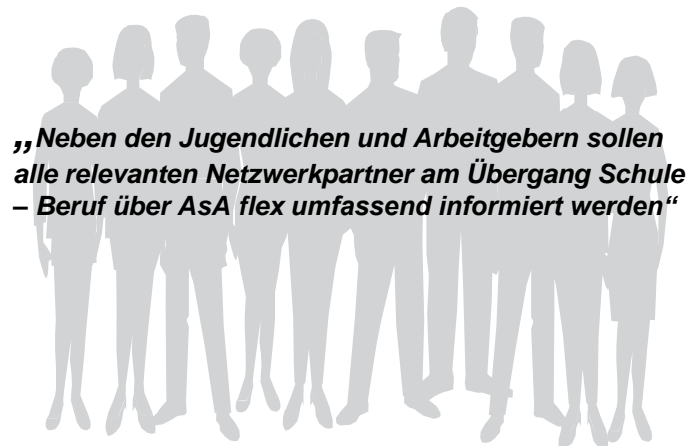 „Neben den Jugendlichen und Arbeitgebern sollen
alle relevanten Netzwerkpartner am Übergang Schule
– Beruf über AsA flex umfassend informiert werden“